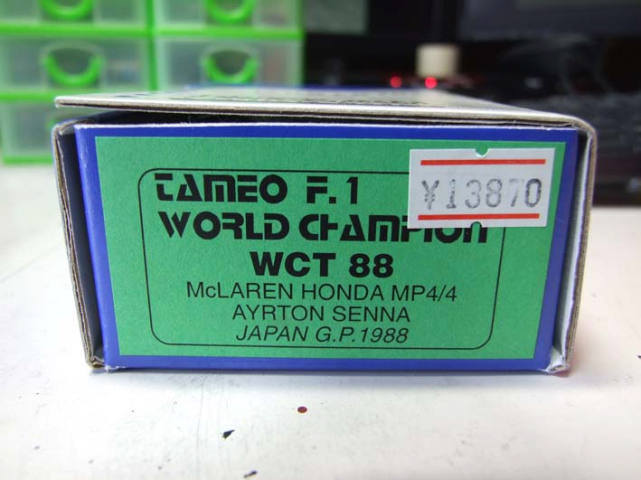 TAMEO F.1
¥13870
WORLD CHAMPION
WCT 88
McLAREN HONDA MP4/4
AYRTON SENNA
JAPAN G.P.1988